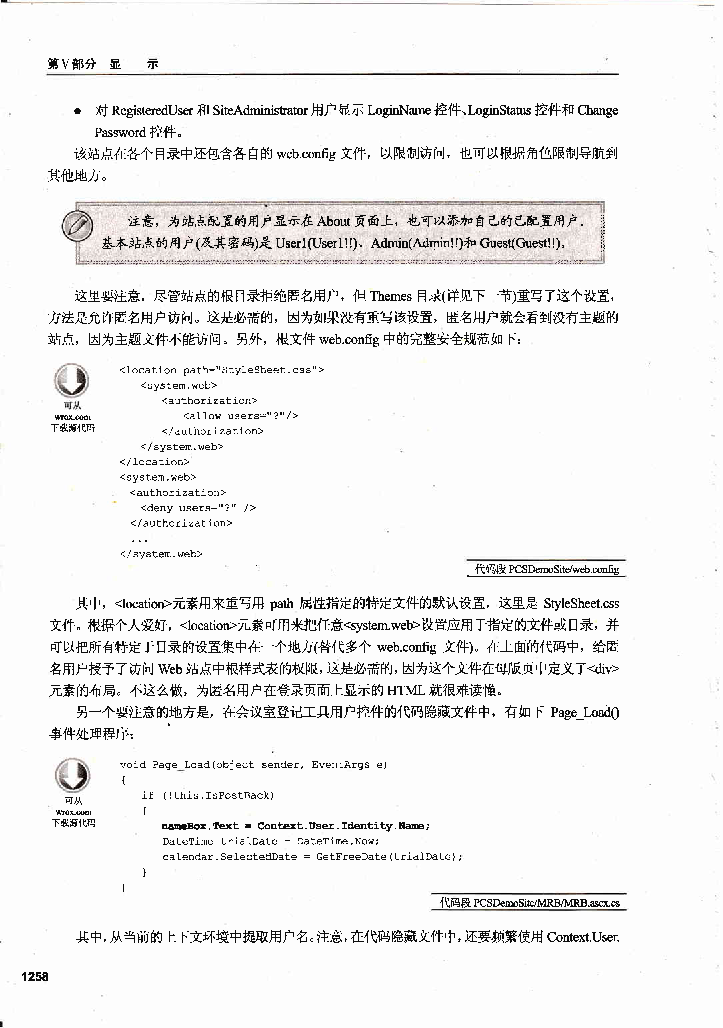 第V部分 显 示
● 对 RegisteredUser 和 SiteAdministrator 用户显示 LoginName 控件、LoginStatus 控件和 Change
Password 控件。
该站点在各个目录中还包含各自的 web.config 文件，以限制访问，也可以根据角色限制导航到
其他地方。
注意，为站点配置的用户显示在 About 页面上，也可以添加自己的已配置用户。
基本站点的用户(及其密码)是 User1(User1!!)、Admin(Admin!!)和 Guest(Guest!!)。
这里要注意，尽管站点的根目录拒绝匿名用户，但 Themes 目录(详见下一节)重写了这个设置，
方法是允许匿名用户访问。这是必需的，因为如果没有重写该设置，匿名用户就会看到没有主题的
站点，因为主题文件不能访问。另外，根文件 web.config 中的完整安全规范如下：
<location path="StyleSheet.css">
<system.web>
<authorization>
<allow users="?"/>
</authorization>
</system.web>
</location>
<system.web>
<authorization>
<deny users="?" />
</authorization>
...
</system.web>
可从
wrox.com
下载源代码
代码段 PCSDemoSite/web.config
其中，<location>元素用来重写用 path 属性指定的特定文件的默认设置，这里是 StyleSheet.css
文件。根据个人爱好，<location>元素可用来把任意<system.web>设置应用于指定的文件或目录，并
可以把所有特定于目录的设置集中在一个地方(替代多个 web.config 文件)。在上面的代码中，给匿
名用户授予了访问 Web 站点中根样式表的权限，这是必需的，因为这个文件在母版页中定义了<div>
元素的布局。不这么做，为匿名用户在登录页面上显示的 HTML 就很难读懂。
另一个要注意的地方是，在会议室登记工具用户控件的代码隐藏文件中，有如下 Page_Load()
事件处理程序：
void Page_Load(object sender, EventArgs e)
{
if (!this.IsPostBack)
{
nameBox.Text = Context.User.Identity.Name;
DateTime trialDate = DateTime.Now;
calendar.SelectedDate = GetFreeDate(trialDate);
}
}
可从
wrox.com
下载源代码
代码段 PCSDemoSite/MRB/MRB.ascx.cs
其中，从当前的上下文环境中提取用户名。注意，在代码隐藏文件中，还要频繁使用 Context.User.
1258